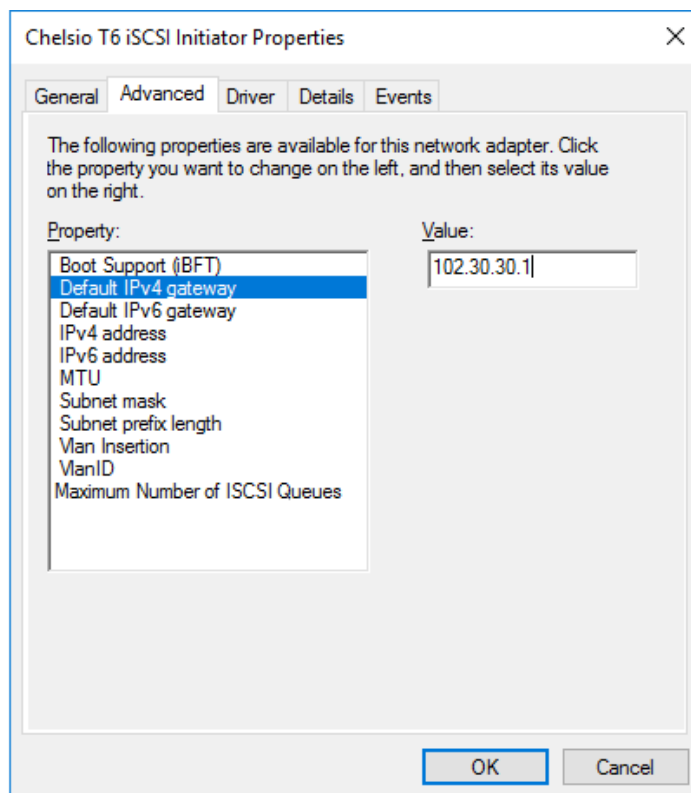 Chelsio T6 iSCSI Initiator Properties
General Advanced Driver Details Events
The following properties are available for this network adapter. Click
the property you want to change on the left, and then select its value
on the right.
Property:
Value:
Boot Support (iBFT)
102.30.30.1
Default IPv4 gateway
Default IPv6 gateway
IPv4 address
IPv6 address
MTU
Subnet mask
Subnet prefix length
Vlan Insertion
VlanID
Maximum Number of ISCSI Queues
OK
Cancel